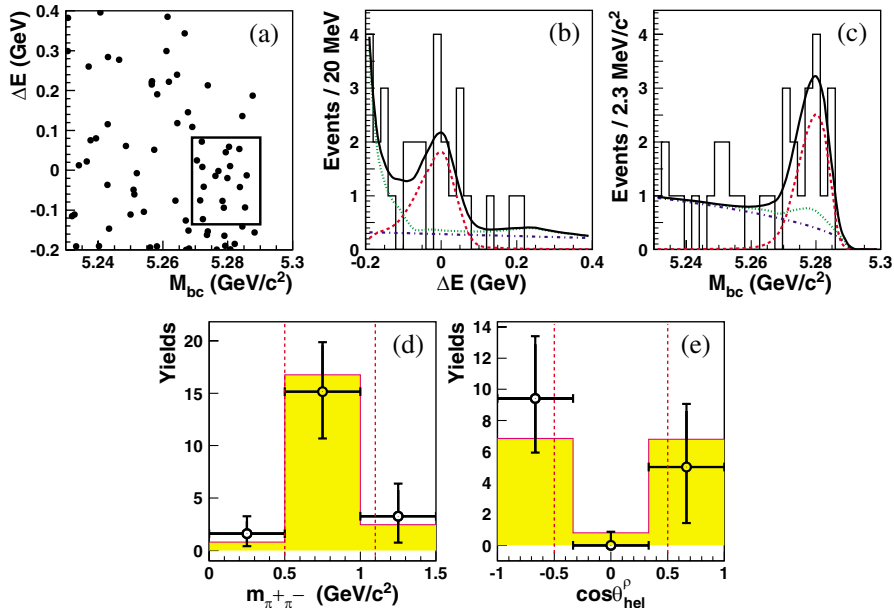 (a)
ΔE (GeV)
0.4
0.3
0.2
0.1
0
-0.1
-0.2
5.24 5.26 5.28 5.3
M_bc (GeV/c²)
(b)
Events / 20 MeV
4
3
2
1
0
-0.2 0 0.2 0.4
ΔE (GeV)
(c)
Events / 2.3 MeV/c²
4
3
2
1
0
5.24 5.26 5.28 5.3
M_bc (GeV/c²)
(d)
Yields
20
15
10
5
0
0 0.5 1 1.5
m_π⁺π⁻ (GeV/c²)
(e)
Yields
14
12
10
8
6
4
2
0
-1 -0.5 0 0.5 1
cosθ^ρ_hel